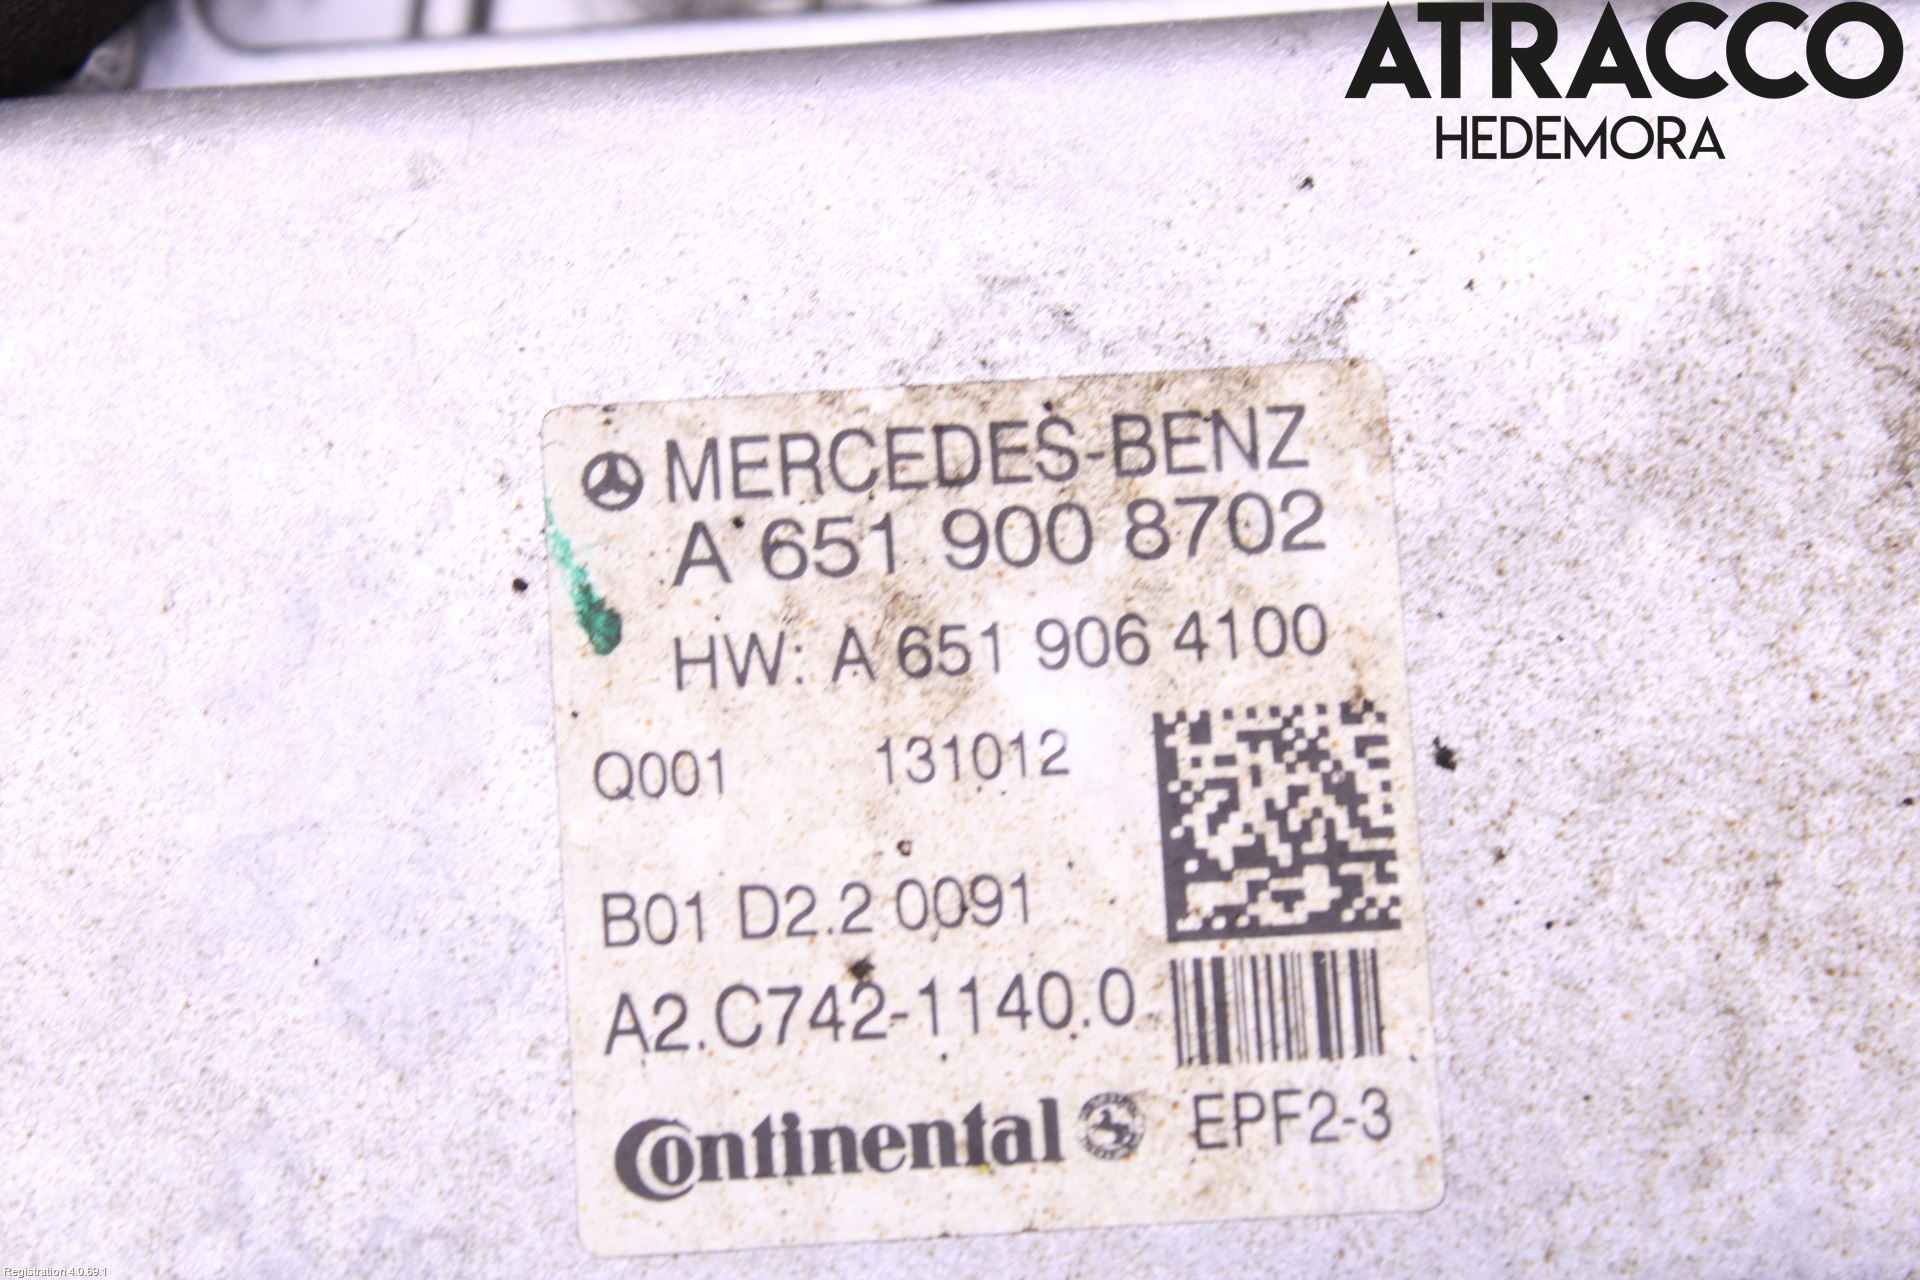 ATRACCO
HEDEMORA
MERCEDES-BENZ
A 651 900 8702
HW: A 651 906 4100
Q001 131012
B01 D2.2 0091
A2.C742-1140.0
Continental EPF2-3
Registration 4.0.69.1